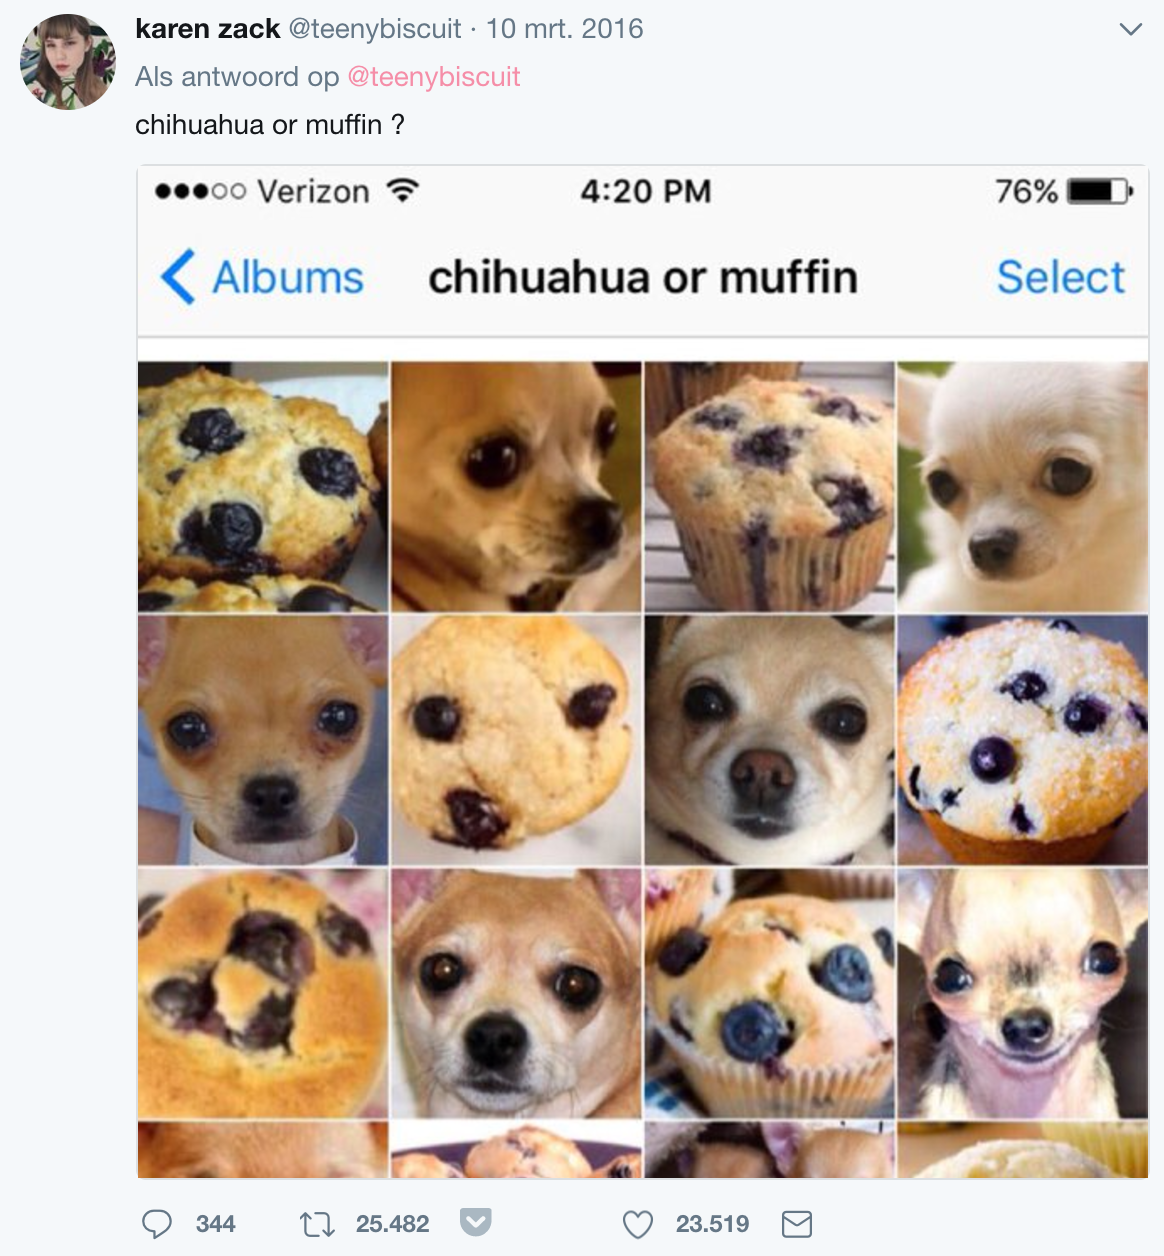 karen zack @teenybiscuit · 10 mrt. 2016
Als antwoord op @teenybiscuit
chihuahua or muffin ?
Verizon 4:20 PM 76%
Albums chihuahua or muffin Select
344 25.482 23.519